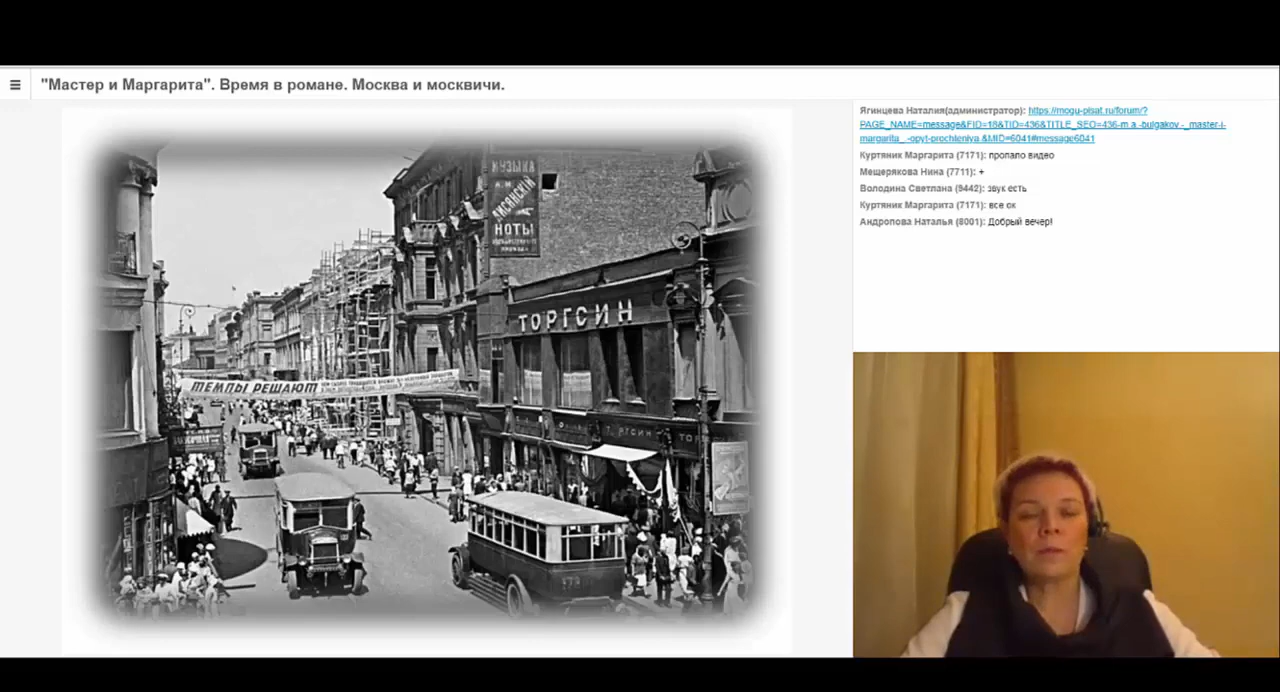 "Мастер и Маргарита". Время в романе. Москва и москвичи.
МУЗЫКА
НОТЫ
ТОРГСИН
ТЕМПЫ РЕШАЮТ
Ягинцева Наталия(администратор): https://mogu-pisat.ru/forum/?
PAGE_NAME=message&FID=18&TID=436&TITLE_SEO=436-m.a.-bulgakov.-_master-i-
margarita_.-opyt-prochteniya.&MID=6041#message6041
Куртяник Маргарита (7171): пропало видео
Мещерякова Нина (7711): +
Володина Светлана (9442): звук есть
Куртяник Маргарита (7171): все ок
Андропова Наталья (8001): Добрый вечер!